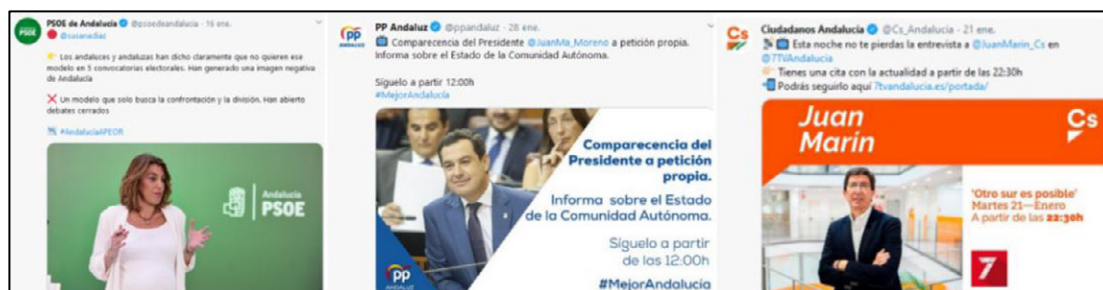 PSOE de Andalucía @psoedeandalucia · 16 ene.
@susanadiaz
Los andaluces y andaluzas han dicho claramente que no quieren ese
modelo en 5 convocatorias electorales. Han generado una imagen negativa
de Andalucía
Un modelo que solo busca la confrontación y la división. Han abierto
debates cerrados
#AndalucíaAPEOR
Andalucía
PSOE
PP Andaluz @ppandaluz · 28 ene.
Comparecencia del Presidente @JuanMa_Moreno a petición propia.
Informa sobre el Estado de la Comunidad Autónoma.
Síguelo a partir 12:00h
#MejorAndalucía
Comparecencia del
Presidente a petición
propia.
Informa sobre el Estado
de la Comunidad Autónoma.
Síguelo a partir
de las 12:00h
#MejorAndalucía
PP
ANDALUZ
Ciudadanos Andalucía @Cs_Andalucia · 21 ene.
Esta noche no te pierdas la entrevista a @JuanMarin_Cs en
@7TVAndalucia
Tienes una cita con la actualidad a partir de las 22:30h
Podrás seguirlo aquí 7tvandalucia.es/portada/
Juan
Marín
Cs
'Otro sur es posible'
Martes 21—Enero
A partir de las 22:30h
7